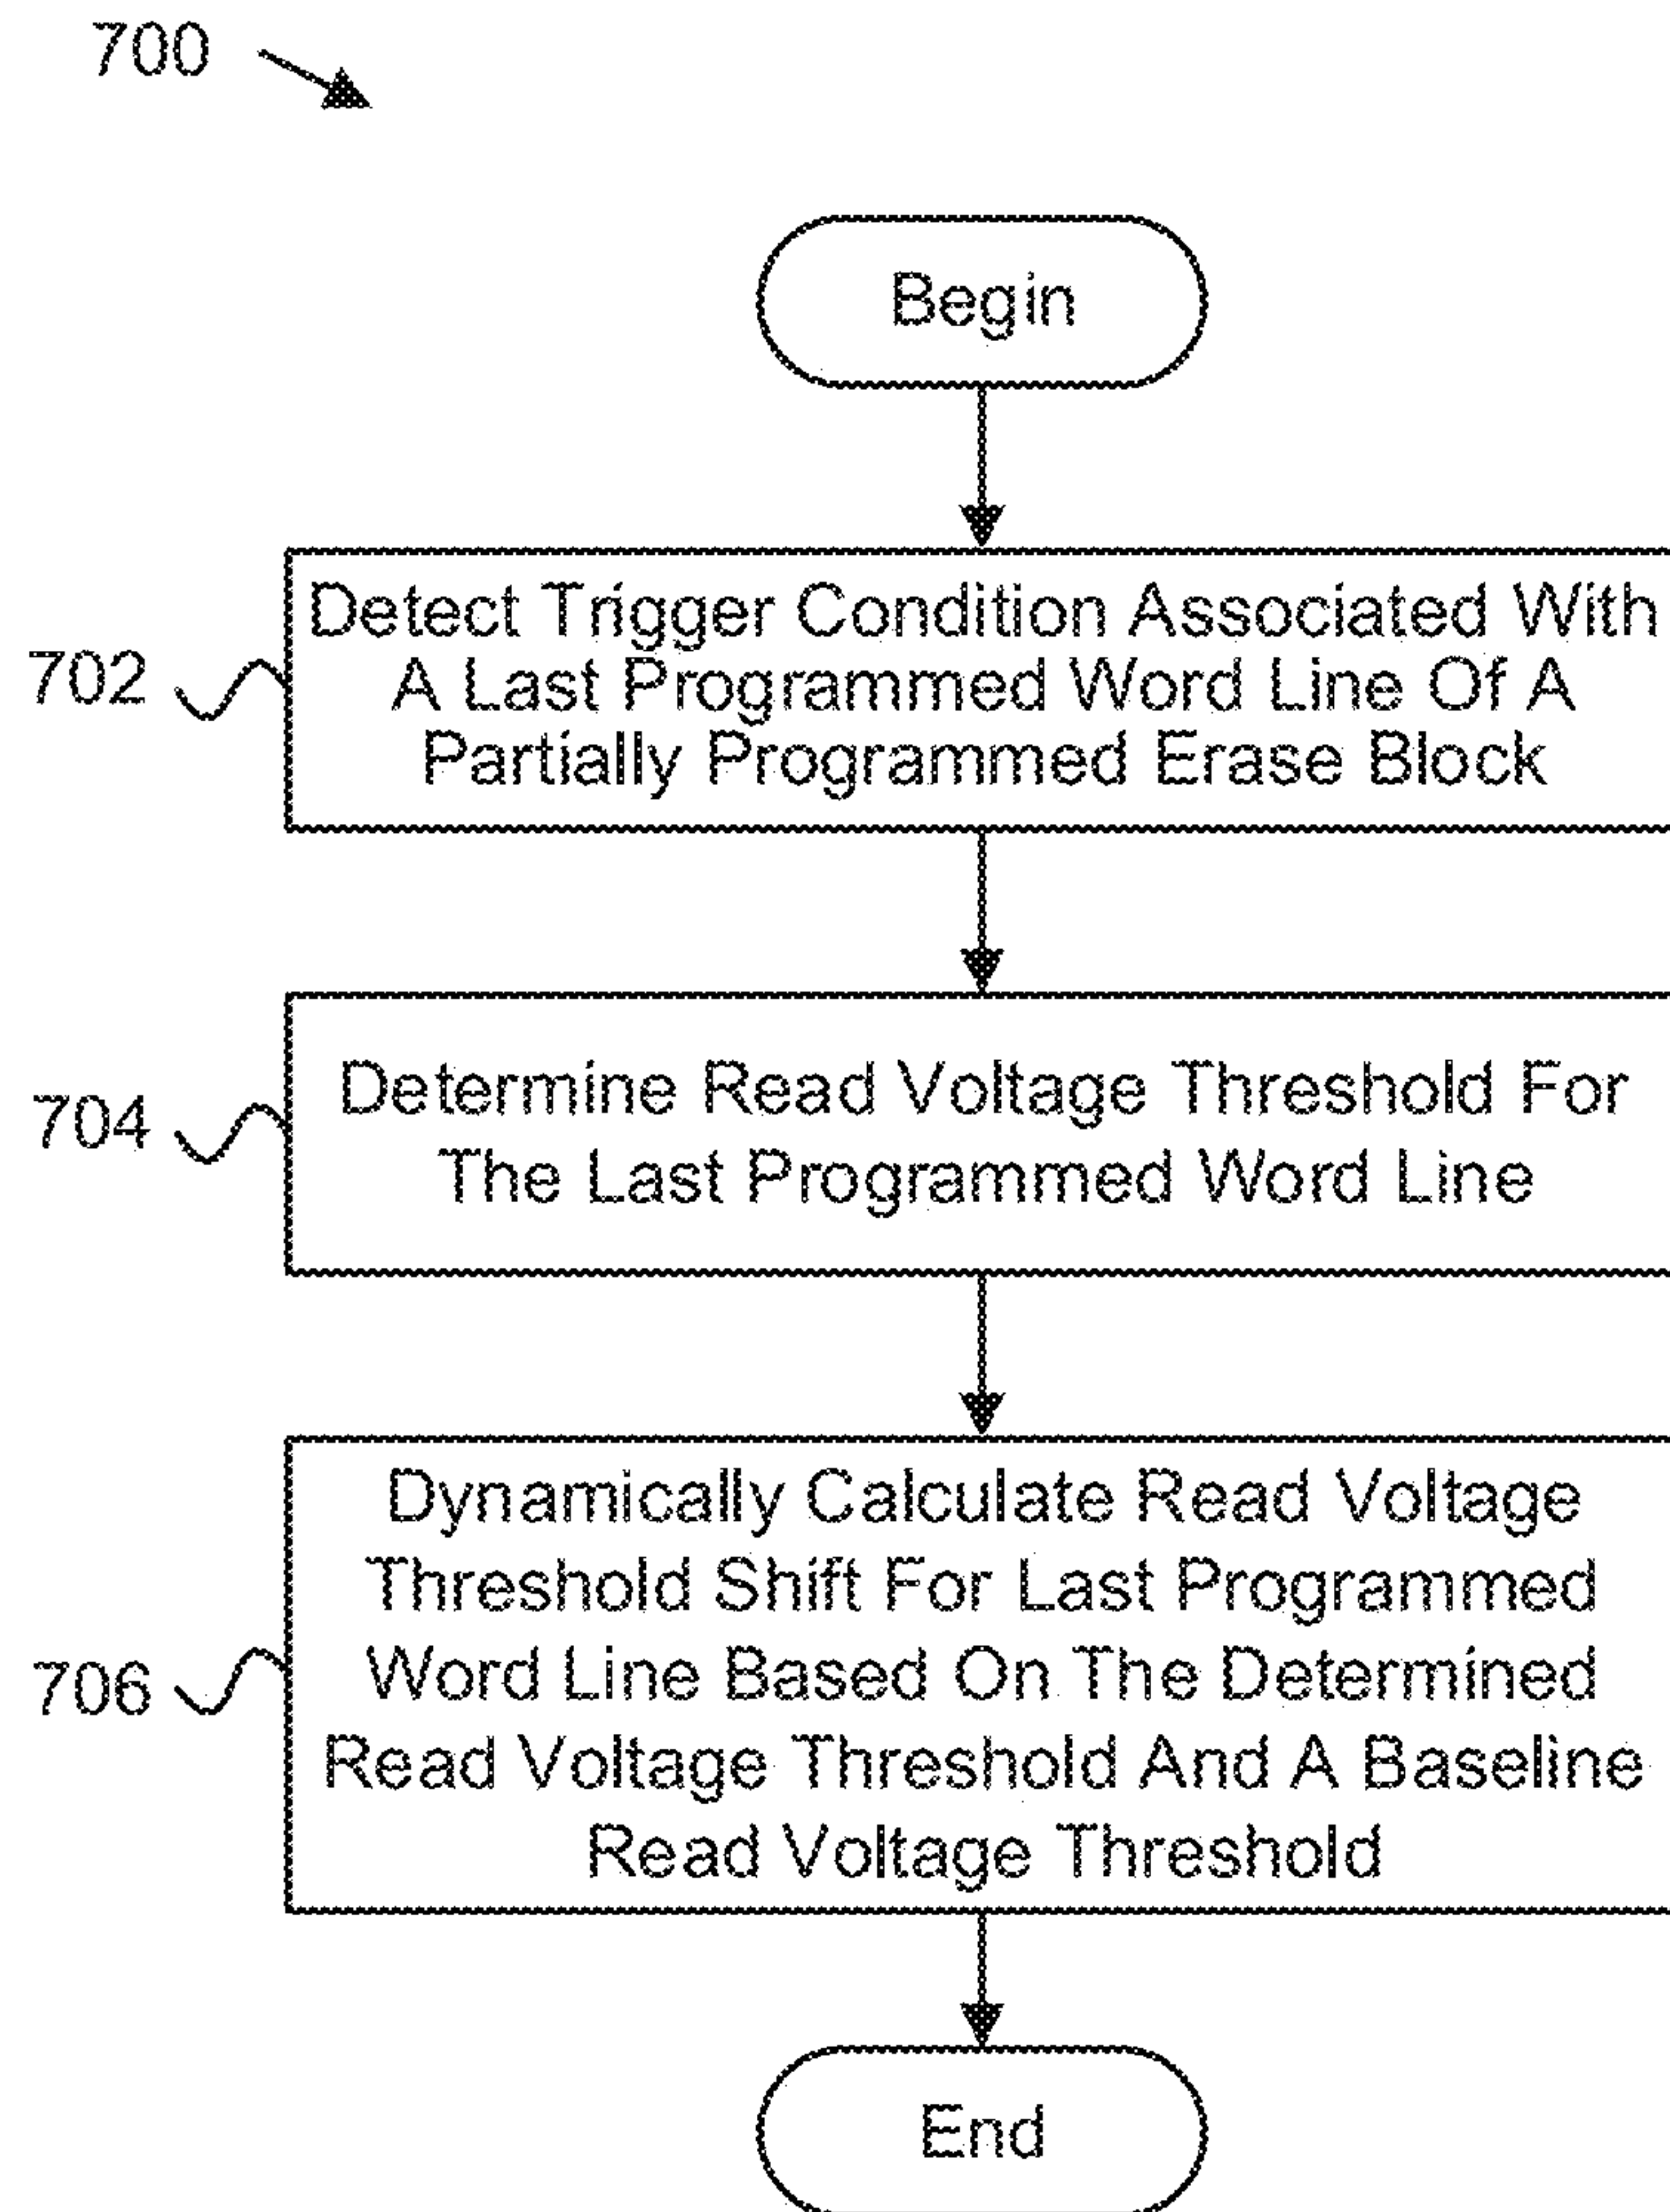 700
Begin
702
Detect Trigger Condition Associated With
A Last Programmed Word Line Of A
Partially Programmed Erase Block
704
Determine Read Voltage Threshold For
The Last Programmed Word Line
706
Dynamically Calculate Read Voltage
Threshold Shift For Last Programmed
Word Line Based On The Determined
Read Voltage Threshold And A Baseline
Read Voltage Threshold
End